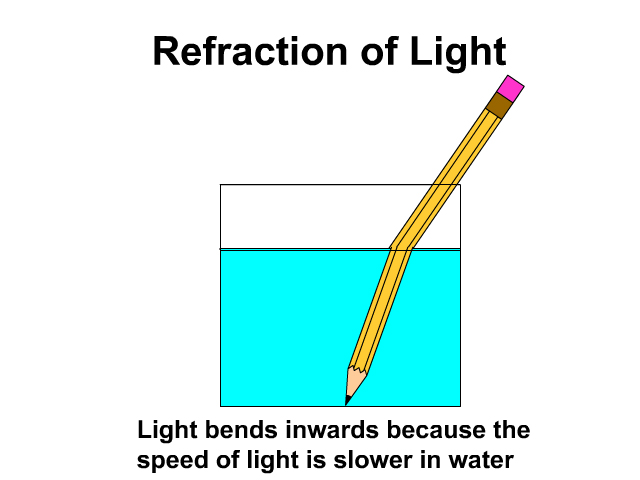 Refraction of Light
Light bends inwards because the
speed of light is slower in water